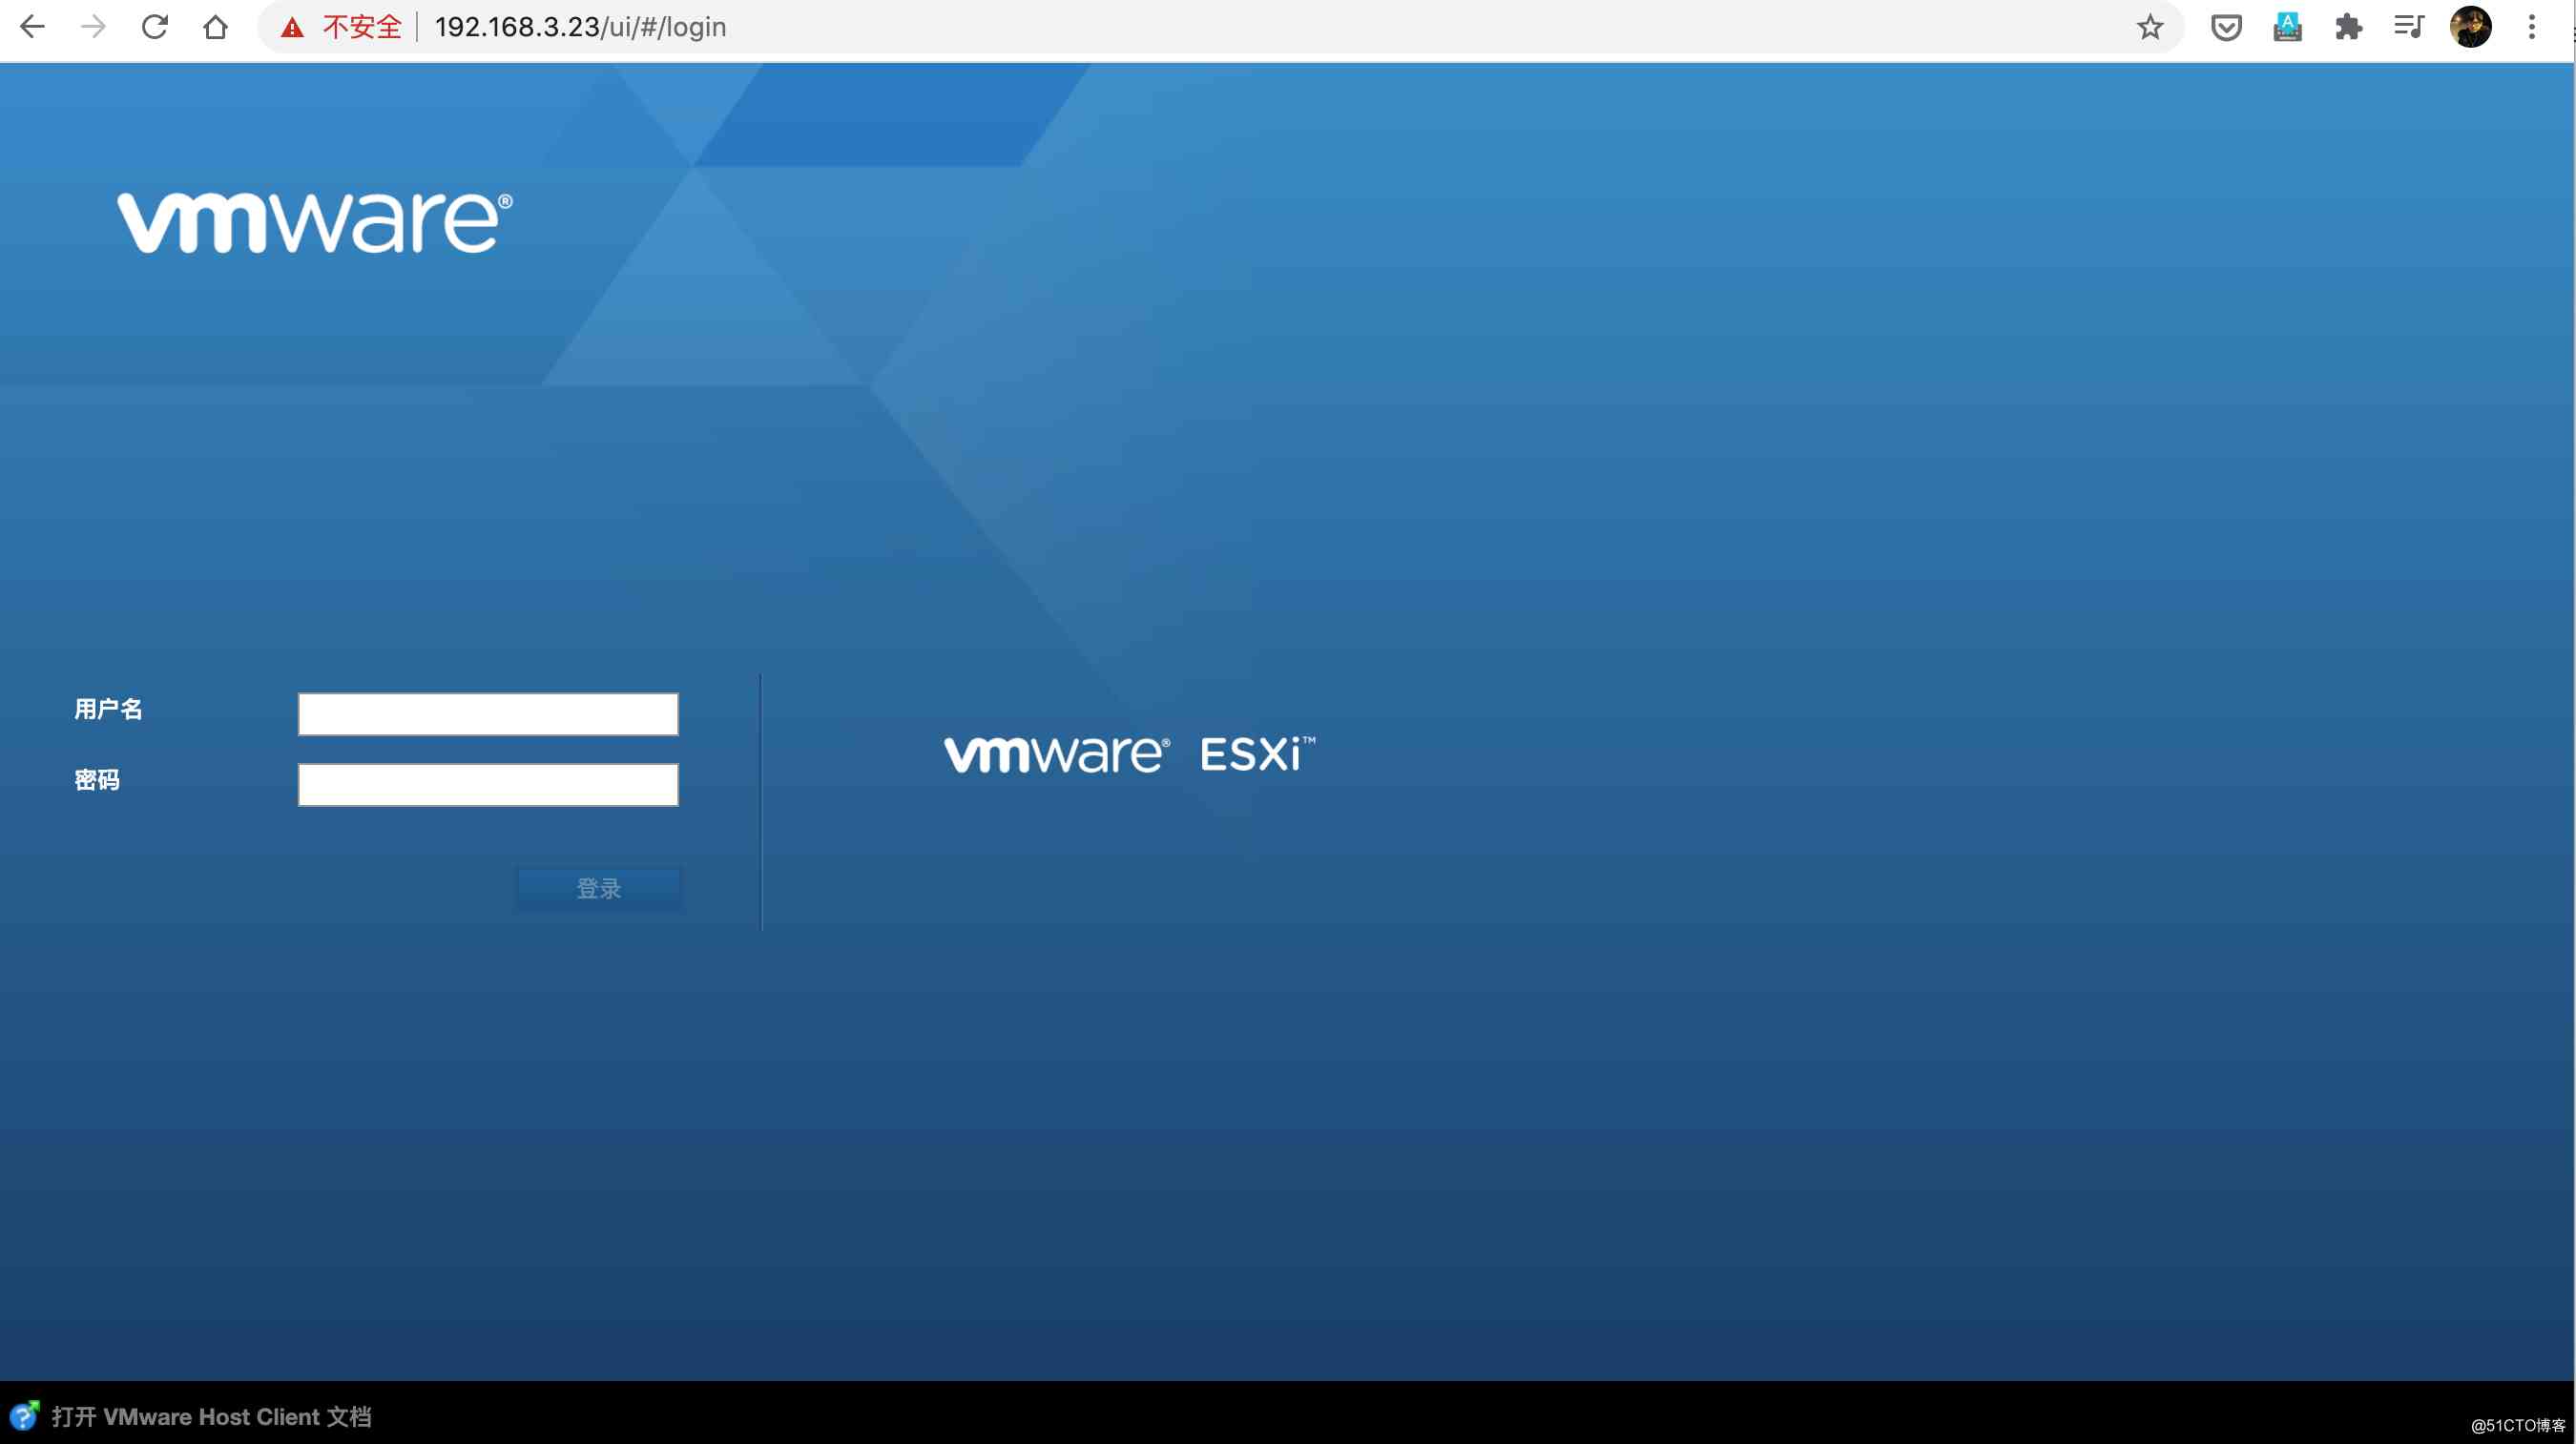 不安全 192.168.3.23/ui/#/login
vmware®
用户名
密码
登录
vmware® ESXi™
打开 VMware Host Client 文档
@51CTO博客